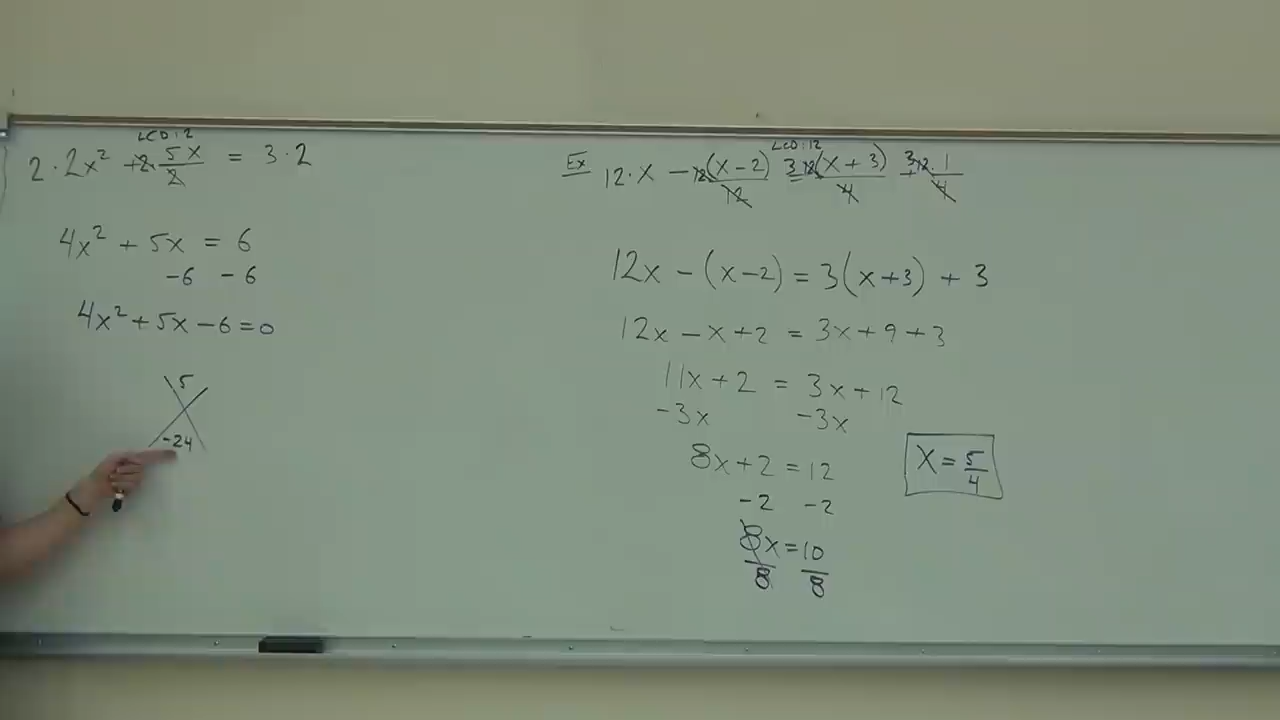 LCD:2
2·2x² + 2·5x/2 = 3·2
4x² + 5x = 6
-6 -6
4x² + 5x - 6 = 0
5
-24
LCD:12
Ex 12·x - 12(x-2)/12 = 3 12(x+3)/4 + 3 12·1/4
12x - (x-2) = 3(x+3) + 3
12x - x + 2 = 3x + 9 + 3
11x + 2 = 3x + 12
-3x -3x
8x + 2 = 12
-2 -2
8x/8 = 10/8
x = 5/4